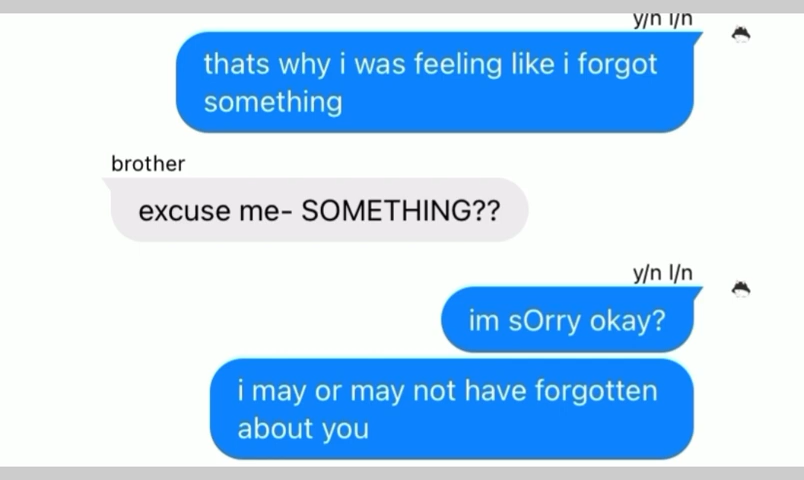 y/n l/n
thats why i was feeling like i forgot
something
brother
excuse me- SOMETHING??
y/n l/n
im sOrry okay?
i may or may not have forgotten
about you